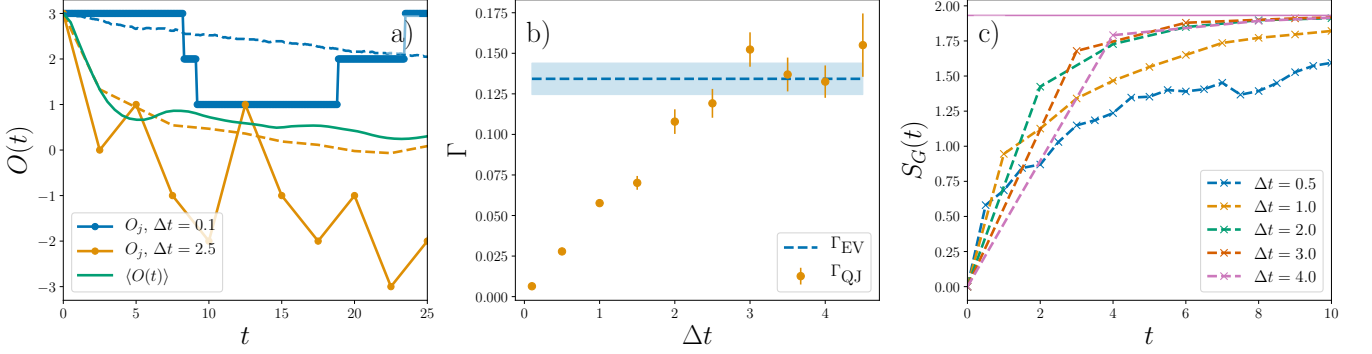 a)
O(t)
3
2
1
0
−1
−2
−3
O_j, Δt = 0.1
O_j, Δt = 2.5
⟨O(t)⟩
0 5 10 15 20 25
t
b)
Γ
0.175
0.150
0.125
0.100
0.075
0.050
0.025
0.000
Γ_EV
Γ_QJ
0 1 2 3 4
Δt
c)
S_G(t)
2.00
1.75
1.50
1.25
1.00
0.75
0.50
0.25
0.00
Δt = 0.5
Δt = 1.0
Δt = 2.0
Δt = 3.0
Δt = 4.0
0 2 4 6 8 10
t